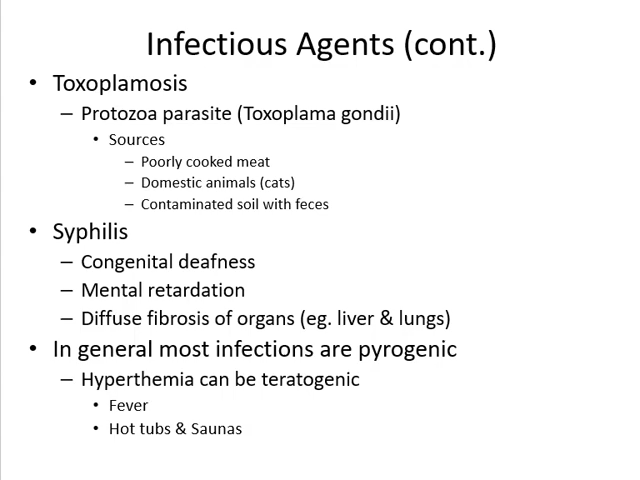 Infectious Agents (cont.)
• Toxoplamosis
– Protozoa parasite (Toxoplama gondii)
• Sources
– Poorly cooked meat
– Domestic animals (cats)
– Contaminated soil with feces
• Syphilis
– Congenital deafness
– Mental retardation
– Diffuse fibrosis of organs (eg. liver & lungs)
• In general most infections are pyrogenic
– Hyperthemia can be teratogenic
• Fever
• Hot tubs & Saunas